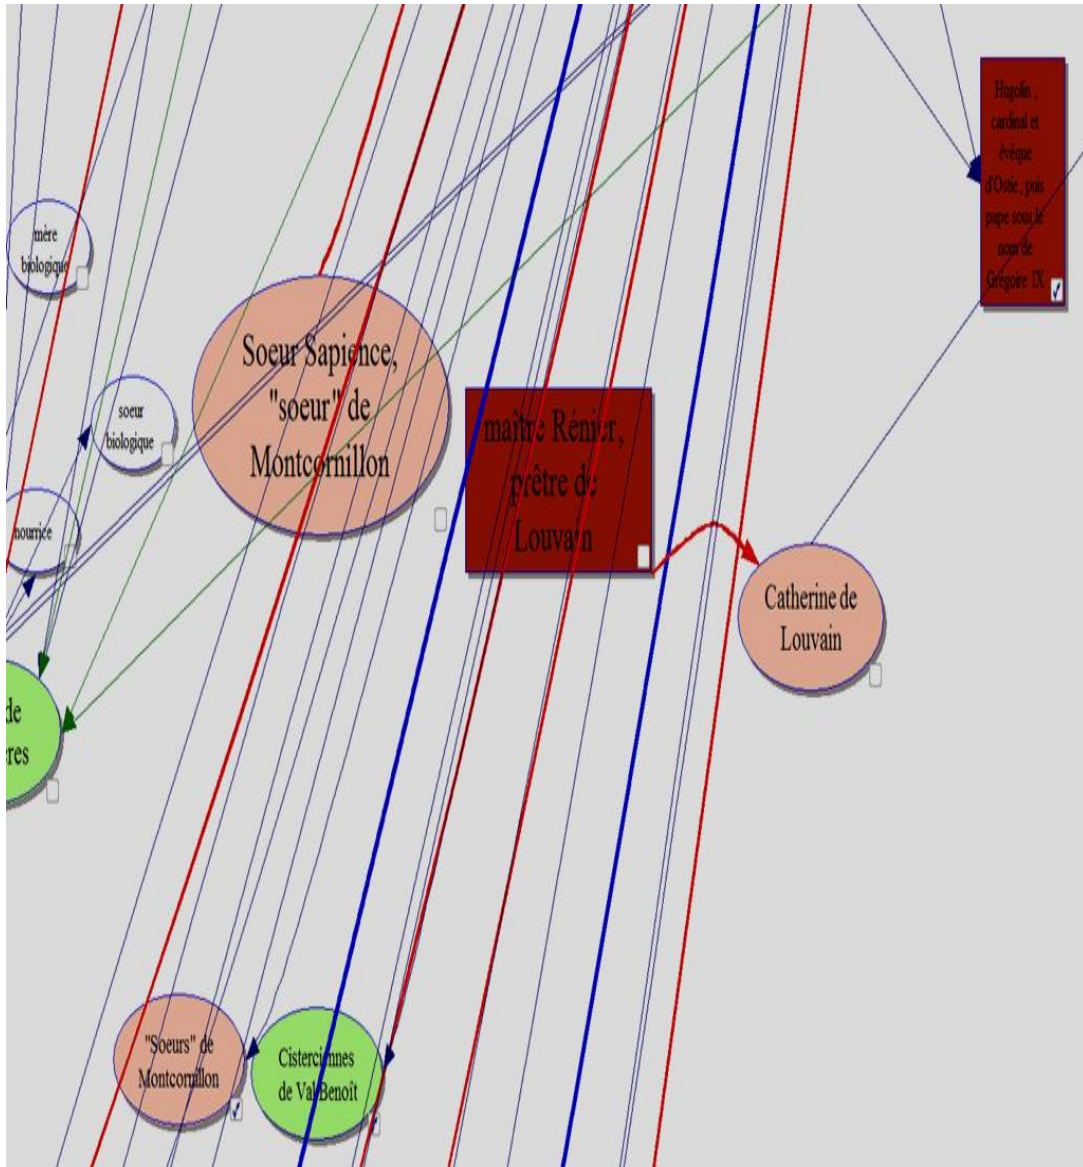 Hugolin ,
cardinal et
évêque
d'Ostie , puis
pape sous le
nom de
Grégoire IX
mère
biologique
Soeur Sapience,
"soeur" de
Montcornillon
soeur
biologique
maître Rénier,
prêtre de
Louvain
nourrice
Catherine de
Louvain
de
res
"Soeurs" de
Montcornillon
Cisterciennes
de Val Benoît